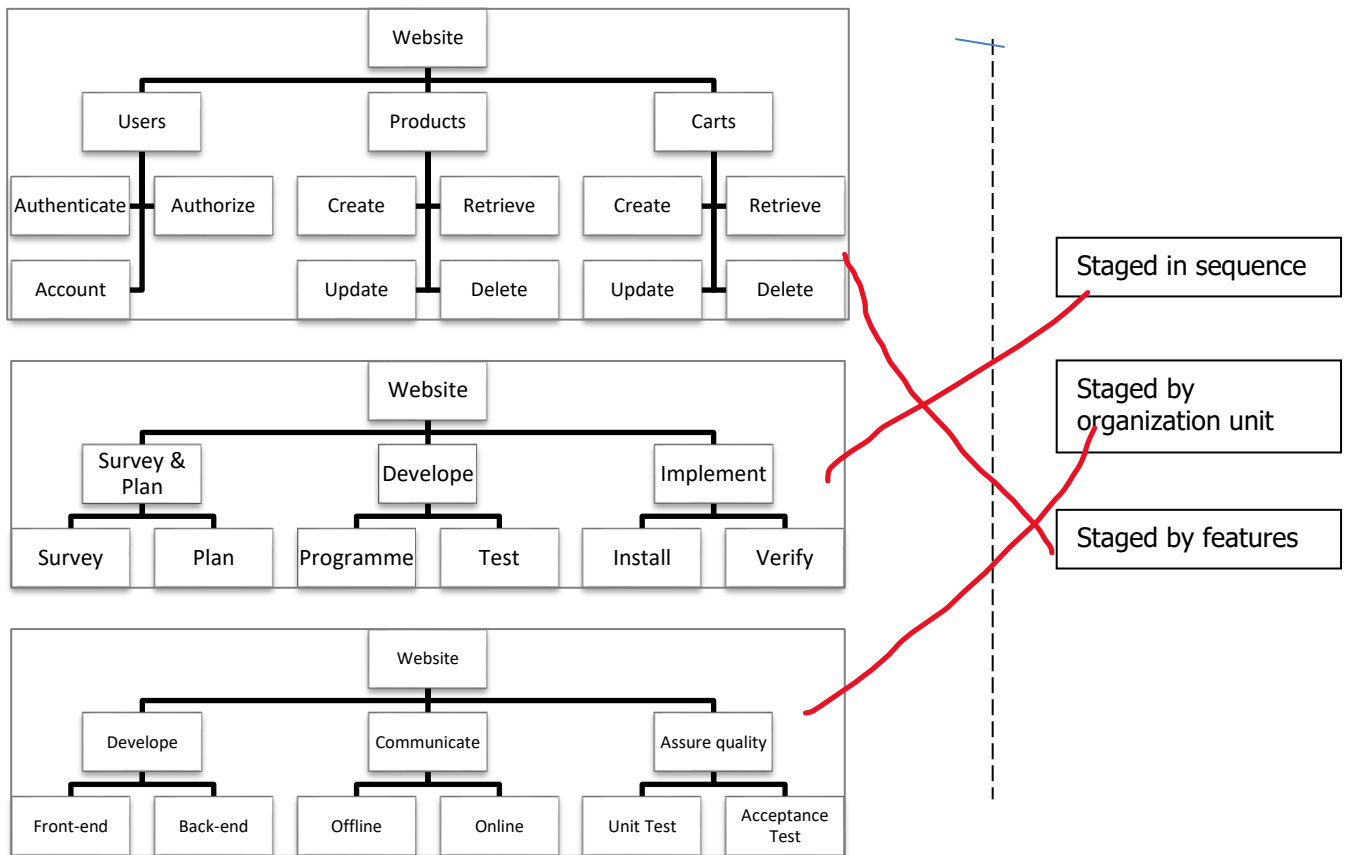 Website
Users
Products
Carts
Authenticate
Authorize
Create
Retrieve
Create
Retrieve
Account
Update
Delete
Update
Delete
Website
Survey &
Plan
Develope
Implement
Survey
Plan
Programme
Test
Install
Verify
Website
Develope
Communicate
Assure quality
Front-end
Back-end
Offline
Online
Unit Test
Acceptance
Test
Staged in sequence
Staged by
organization unit
Staged by features